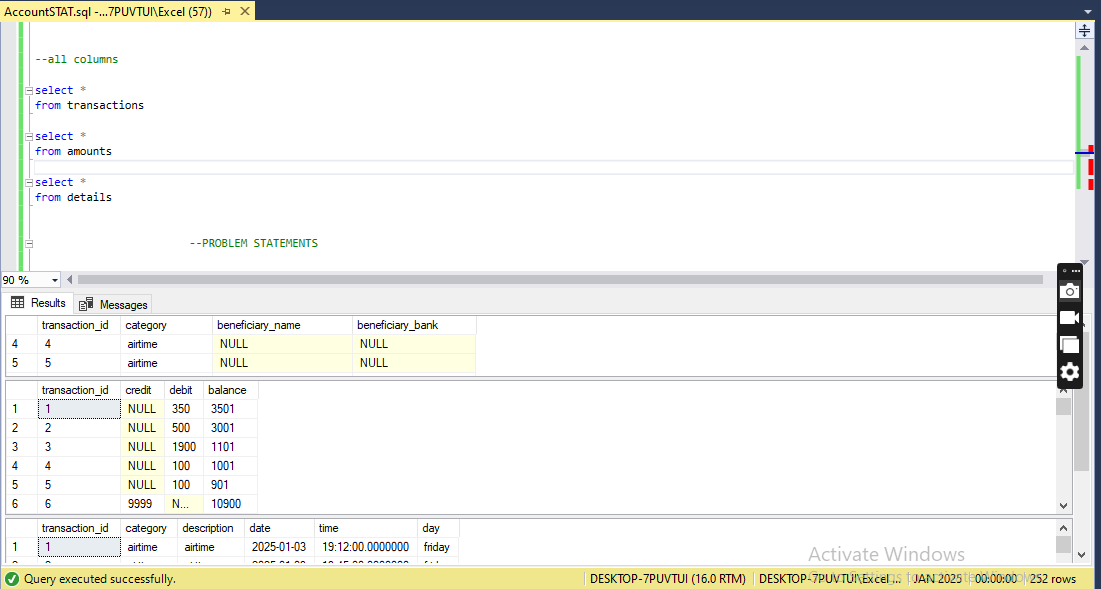 AccountSTAT.sql -...7PUVTUI\Excel (57))
--all columns
select *
from transactions
select *
from amounts
select *
from details
--PROBLEM STATEMENTS
90 %
Results Messages
transaction_id category beneficiary_name beneficiary_bank
4 4 airtime NULL NULL
5 5 airtime NULL NULL
transaction_id credit debit balance
1 1 NULL 350 3501
2 2 NULL 500 3001
3 3 NULL 1900 1101
4 4 NULL 100 1001
5 5 NULL 100 901
6 6 9999 N... 10900
transaction_id category description date time day
1 1 airtime airtime 2025-01-03 19:12:00.0000000 friday
Activate Windows
Query executed successfully. DESKTOP-7PUVTUI (16.0 RTM) DESKTOP-7PUVTUI\Excel ... JAN 2025 00:00:00 252 rows